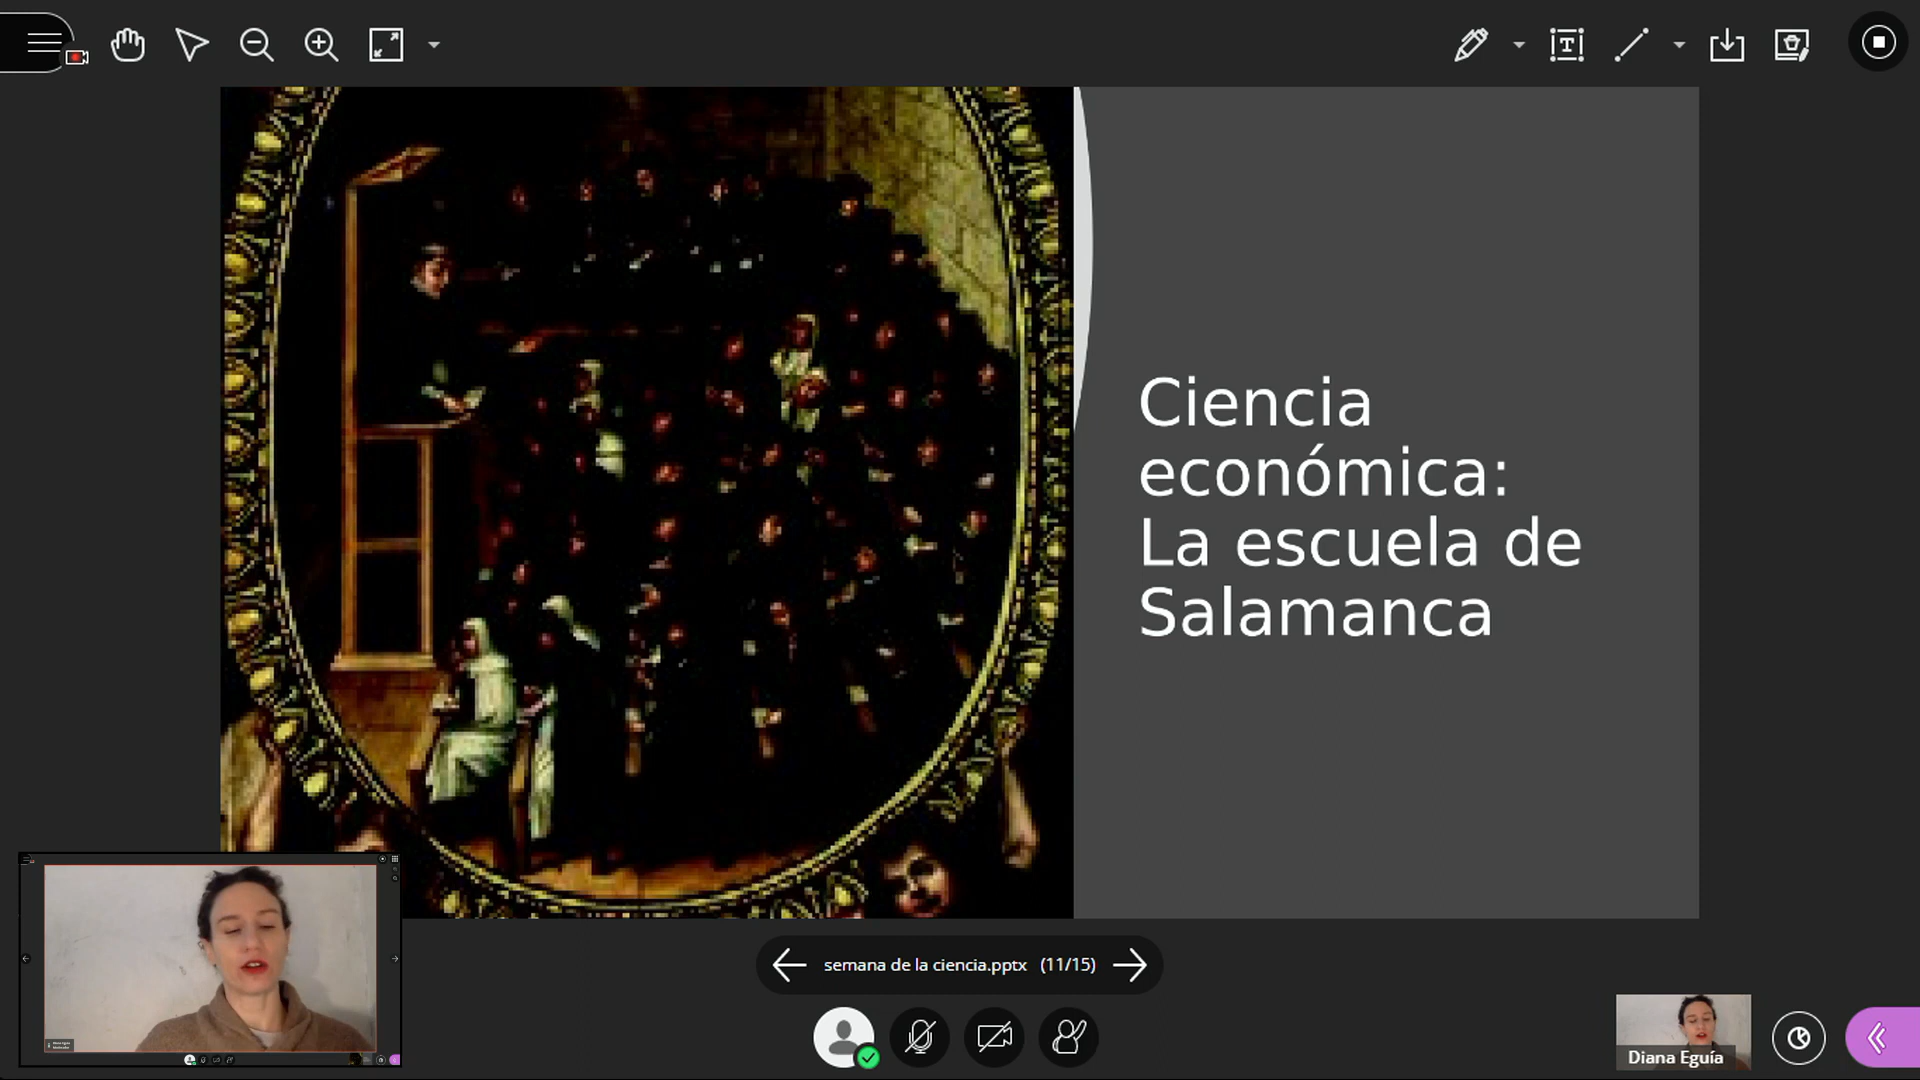 Ciencia
económica:
La escuela de
Salamanca
semana de la ciencia.pptx (11/15)
Diana Eguía